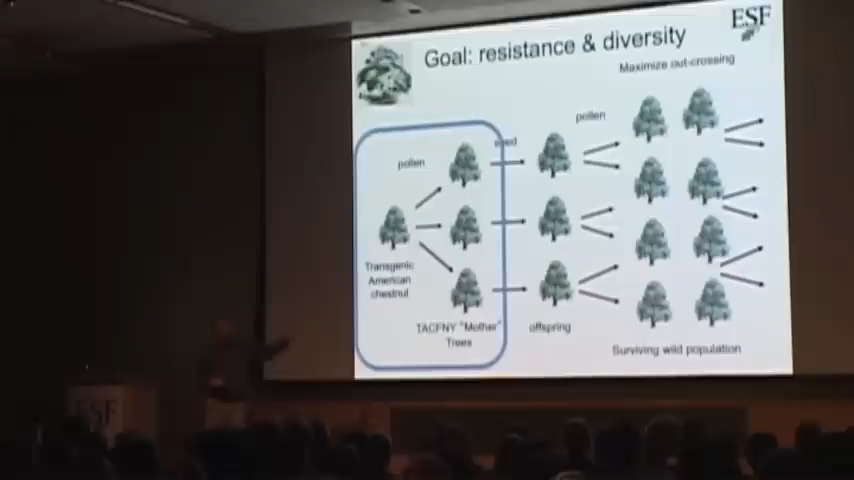 ESF
Goal: resistance & diversity
Maximize out-crossing
pollen
seed
pollen
Transgenic
American
chestnut
TACFNY "Mother"
Trees
offspring
Surviving wild population
ESF